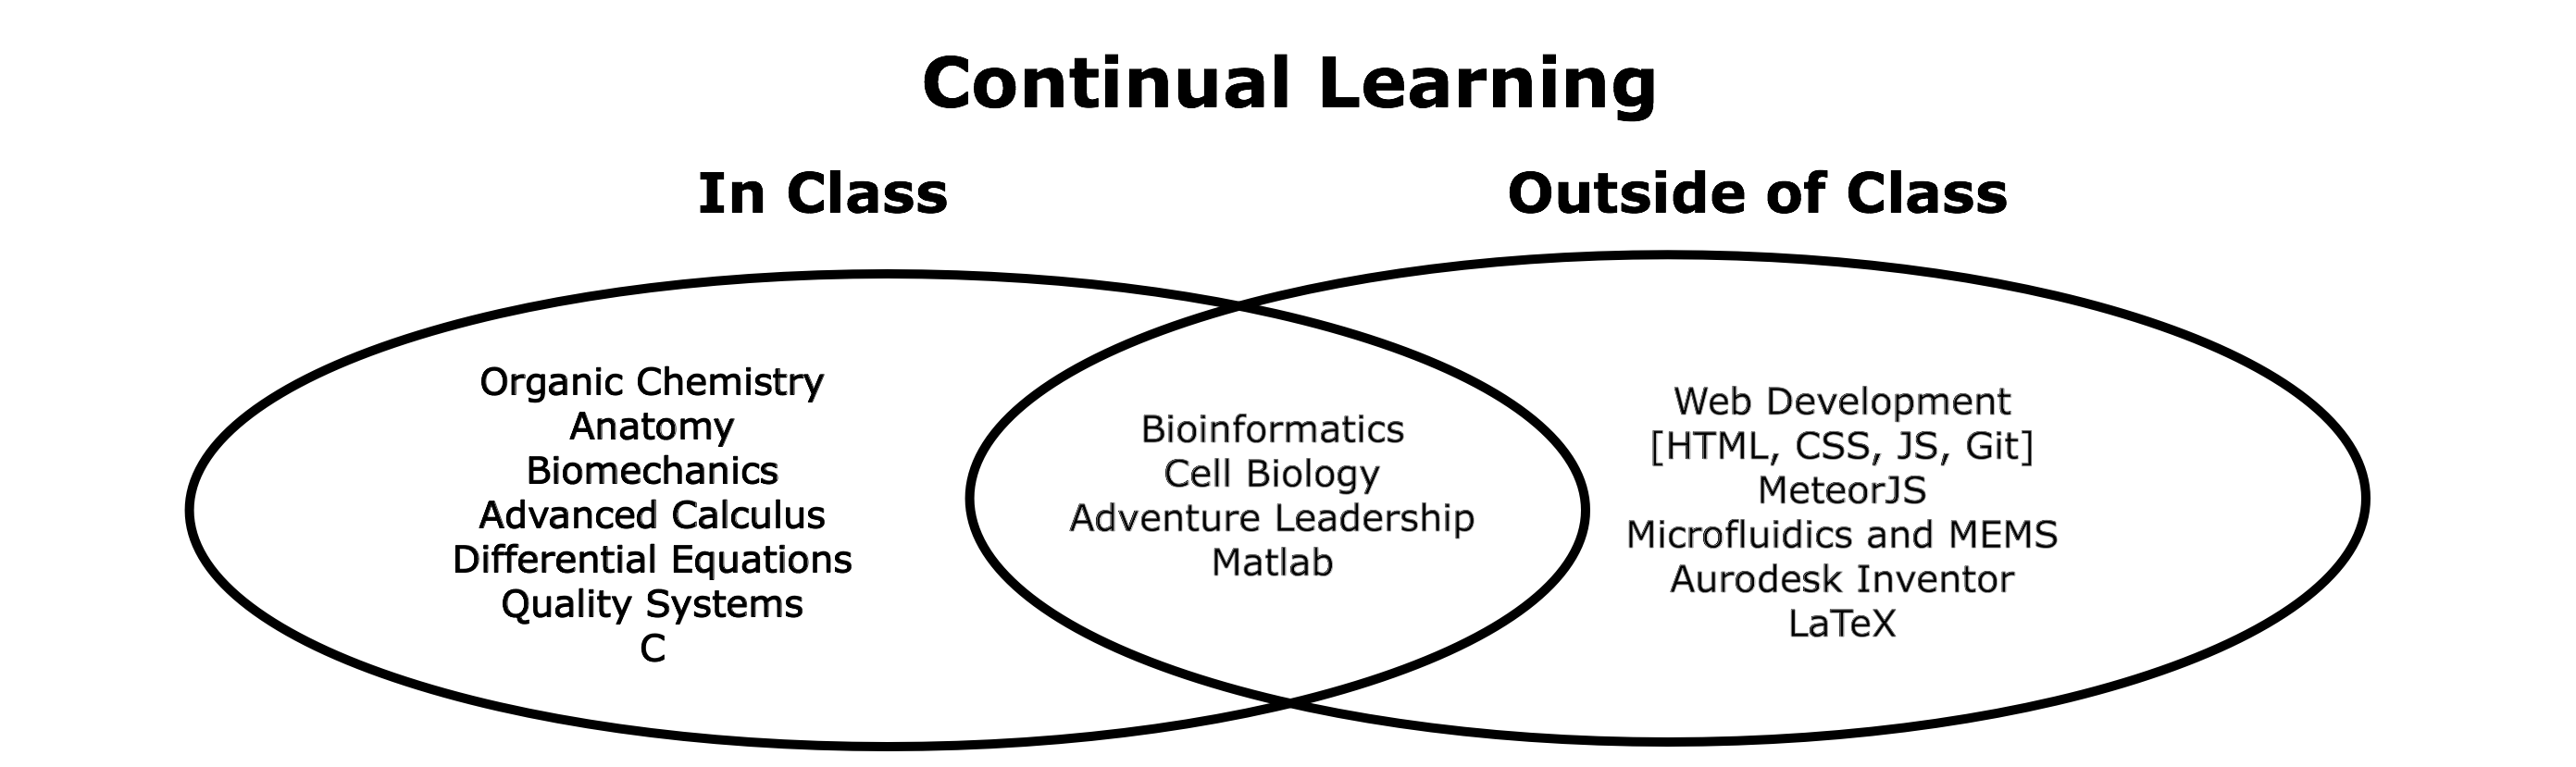 Continual Learning
In Class
Outside of Class
Organic Chemistry
Anatomy
Biomechanics
Advanced Calculus
Differential Equations
Quality Systems
C
Bioinformatics
Cell Biology
Adventure Leadership
Matlab
Web Development
[HTML, CSS, JS, Git]
MeteorJS
Microfluidics and MEMS
Aurodesk Inventor
LaTeX